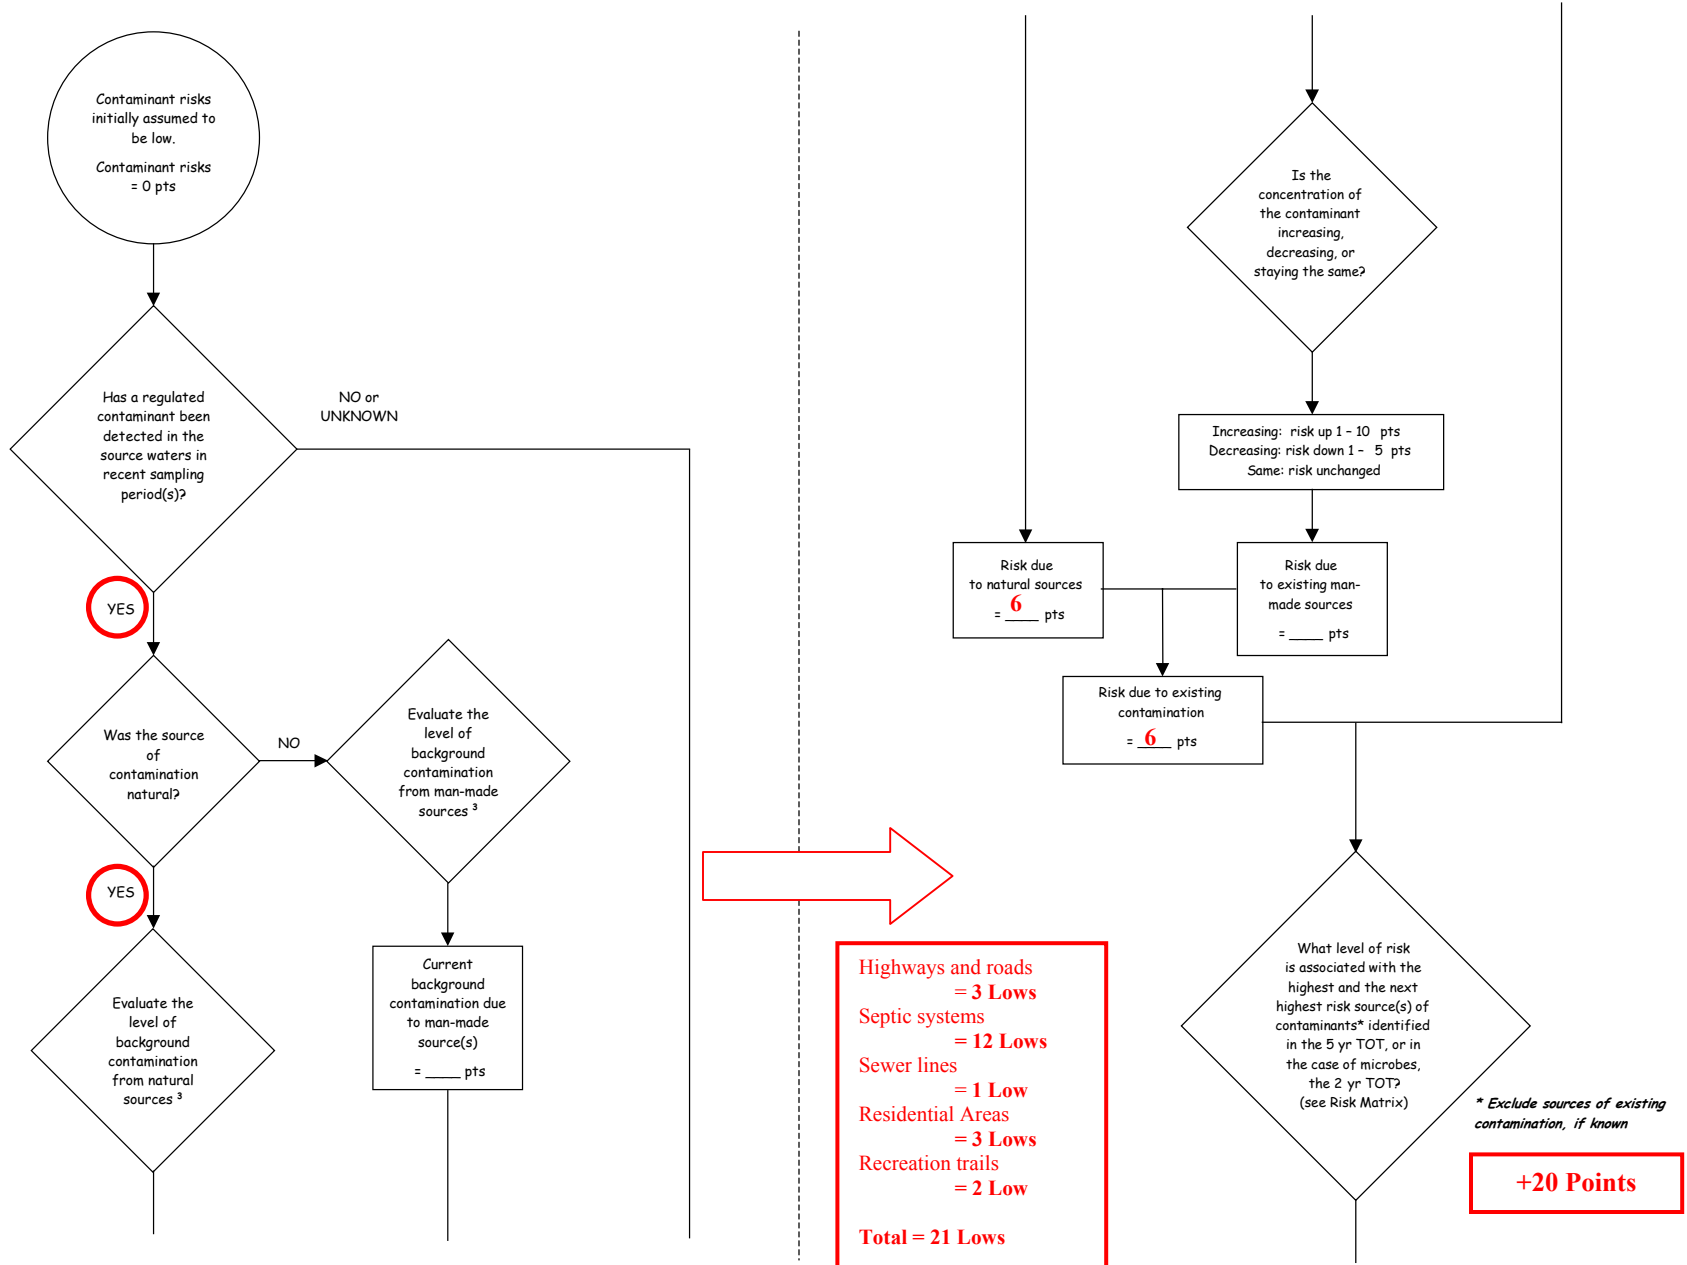 Contaminant risks
initially assumed to
be low.
Contaminant risks
= 0 pts
Has a regulated
contaminant been
detected in the
source waters in
recent sampling
period(s)?
NO or
UNKNOWN
YES
Was the source
of
contamination
natural?
NO
Evaluate the
level of
background
contamination
from man-made
sources ³
YES
Evaluate the
level of
background
contamination
from natural
sources ³
Current
background
contamination due
to man-made
source(s)
= ____ pts
Is the
concentration of
the contaminant
increasing,
decreasing, or
staying the same?
Increasing: risk up 1 – 10 pts
Decreasing: risk down 1 – 5 pts
Same: risk unchanged
Risk due
to natural sources
= 6 pts
Risk due
to existing man-
made sources
= ____ pts
Risk due to existing
contamination
= 6 pts
Highways and roads
= 3 Lows
Septic systems
= 12 Lows
Sewer lines
= 1 Low
Residential Areas
= 3 Lows
Recreation trails
= 2 Low
Total = 21 Lows
What level of risk
is associated with the
highest and the next
highest risk source(s) of
contaminants* identified
in the 5 yr TOT, or in
the case of microbes,
the 2 yr TOT?
(see Risk Matrix)
* Exclude sources of existing
contamination, if known
+20 Points